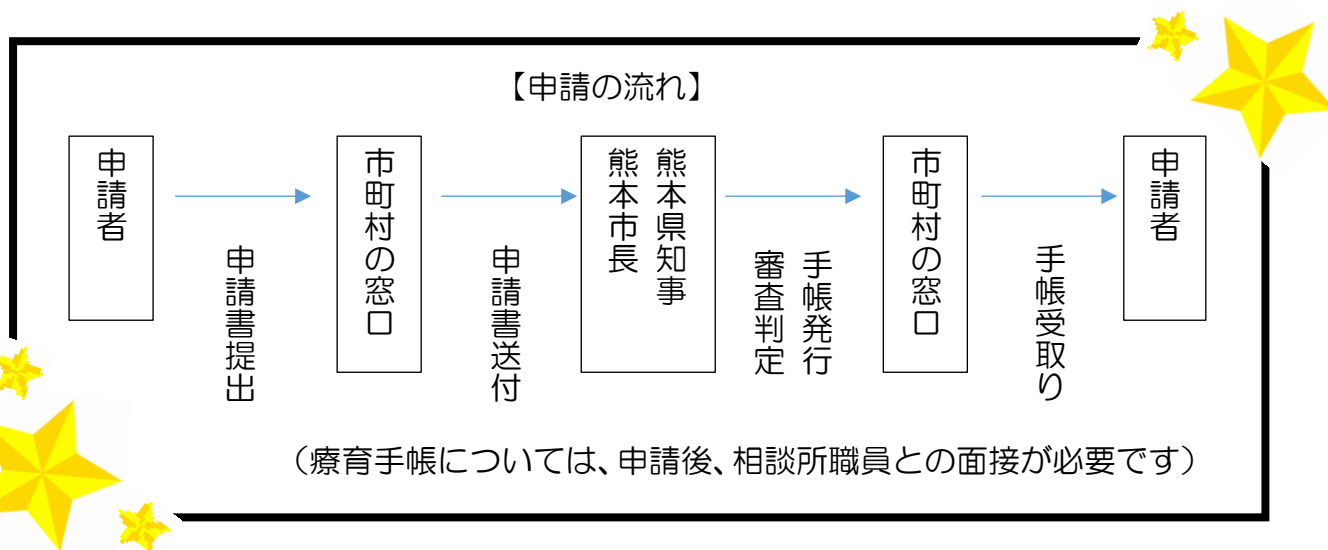 【申請の流れ】
申請者
申請書提出
市町村の窓口
申請書送付
熊本県知事
熊本市長
手帳発行
審査判定
市町村の窓口
手帳受取り
申請者
（療育手帳については、申請後、相談所職員との面接が必要です）